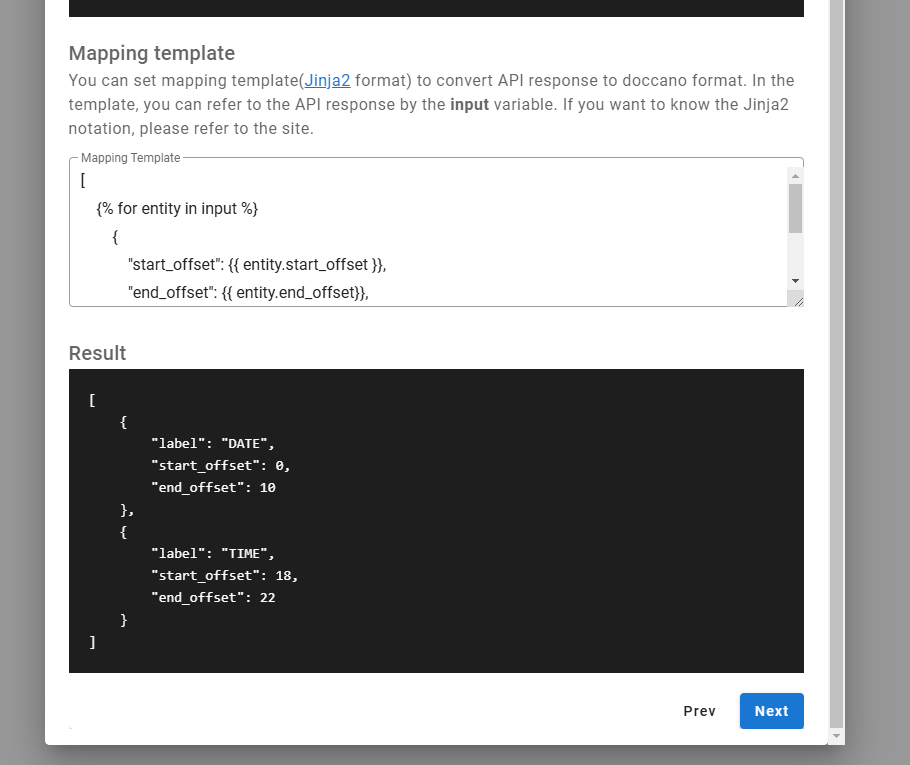 Mapping template
You can set mapping template(Jinja2 format) to convert API response to doccano format. In the
template, you can refer to the API response by the input variable. If you want to know the Jinja2
notation, please refer to the site.
Mapping Template
[
    {% for entity in input %}
        {
            "start_offset": {{ entity.start_offset }},
            "end_offset": {{ entity.end_offset}},
Result
[
    {
        "label": "DATE",
        "start_offset": 0,
        "end_offset": 10
    },
    {
        "label": "TIME",
        "start_offset": 18,
        "end_offset": 22
    }
]
Prev Next